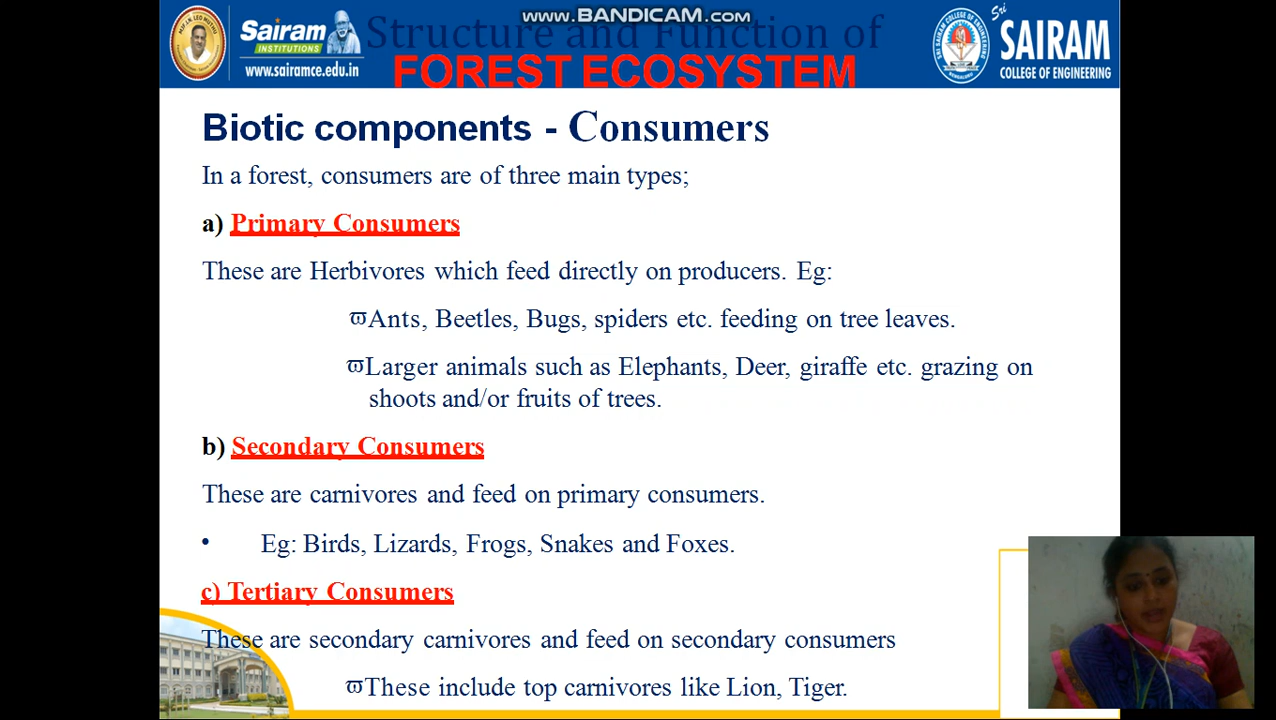 www.BANDICAM.com
Structure and Function of
FOREST ECOSYSTEM
Sairam
INSTITUTIONS
www.sairamce.edu.in
Sri
SAIRAM
COLLEGE OF ENGINEERING
Biotic components - Consumers
In a forest, consumers are of three main types;
a) Primary Consumers
These are Herbivores which feed directly on producers. Eg:
ϖAnts, Beetles, Bugs, spiders etc. feeding on tree leaves.
ϖLarger animals such as Elephants, Deer, giraffe etc. grazing on
shoots and/or fruits of trees.
b) Secondary Consumers
These are carnivores and feed on primary consumers.
• Eg: Birds, Lizards, Frogs, Snakes and Foxes.
c) Tertiary Consumers
These are secondary carnivores and feed on secondary consumers
ϖThese include top carnivores like Lion, Tiger.